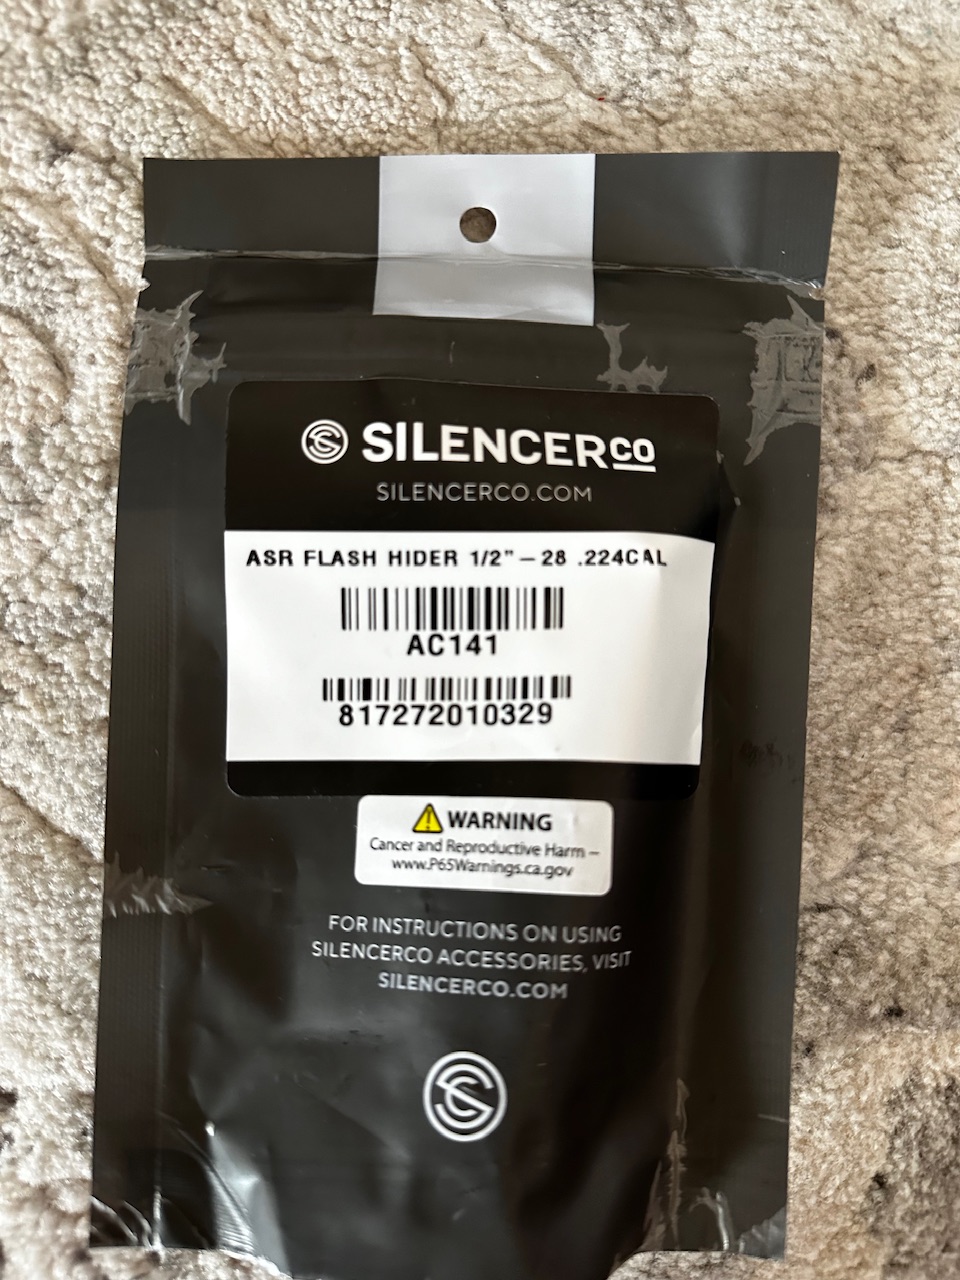 SILENCERCO
SILENCERCO.COM
ASR FLASH HIDER 1/2"–28 .224CAL
AC141
817272010329
WARNING
Cancer and Reproductive Harm –
www.P65Warnings.ca.gov
FOR INSTRUCTIONS ON USING
SILENCERCO ACCESSORIES, VISIT
SILENCERCO.COM